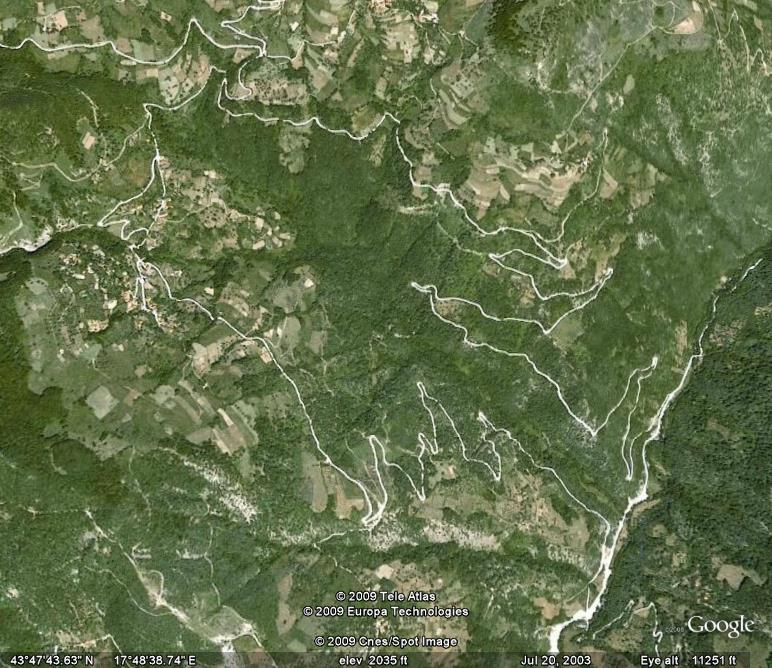 © 2009 Tele Atlas
© 2009 Europa Technologies
©2008 Google
© 2009 Cnes/Spot Image
43°47'43.63" N 17°48'38.74" E elev 2035 ft Jul 20, 2003 Eye alt 11251 ft